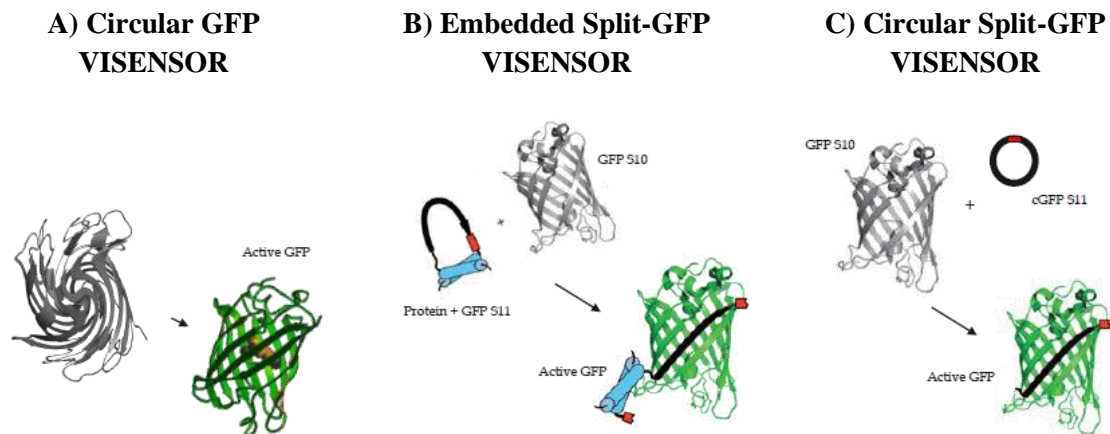 A) Circular GFP
VISENSOR
B) Embedded Split-GFP
VISENSOR
C) Circular Split-GFP
VISENSOR
Active GFP
GFP S10
+
Protein + GFP S11
Active GFP
GFP S10
+
cGFP S11
Active GFP